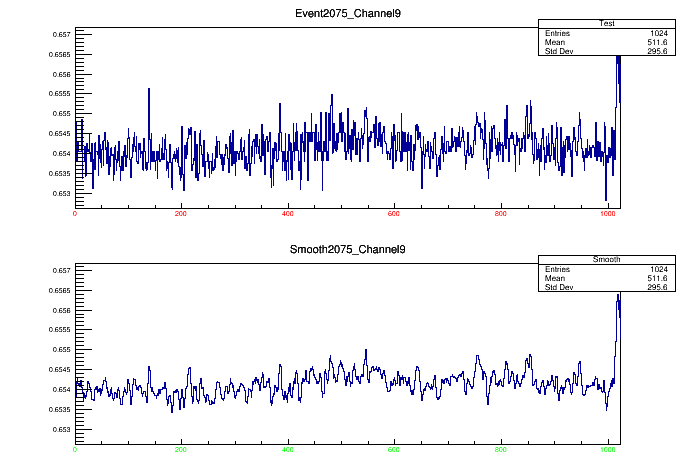 Event2075_Channel9
Test
Entries 1024
Mean 511.6
Std Dev 295.6
0.657
0.6565
0.656
0.6555
0.655
0.6545
0.654
0.6535
0.653
0 200 400 600 800 1000
Smooth2075_Channel9
Smooth
Entries 1024
Mean 511.6
Std Dev 295.6
0.657
0.6565
0.656
0.6555
0.655
0.6545
0.654
0.6535
0.653
0 200 400 600 800 1000